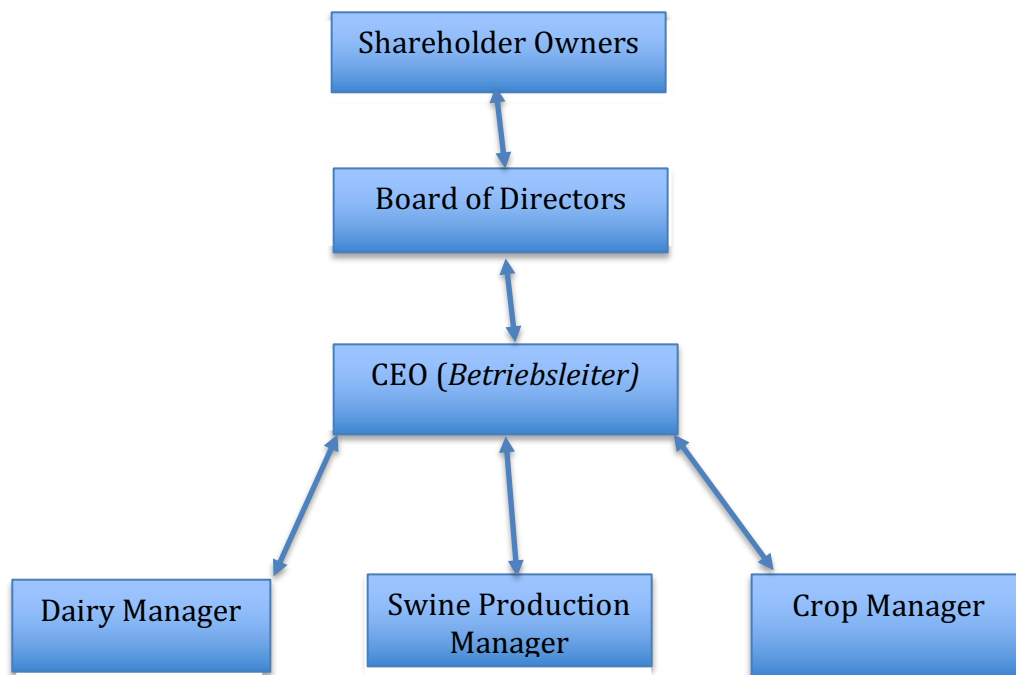 Shareholder Owners
Board of Directors
CEO (Betriebsleiter)
Dairy Manager
Swine Production
Manager
Crop Manager